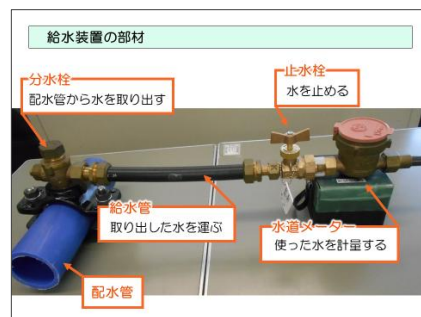 給水装置の部材
分水栓
配水管から水を取り出す
止水栓
水を止める
給水管
取り出した水を運ぶ
水道メーター
使った水を計量する
配水管